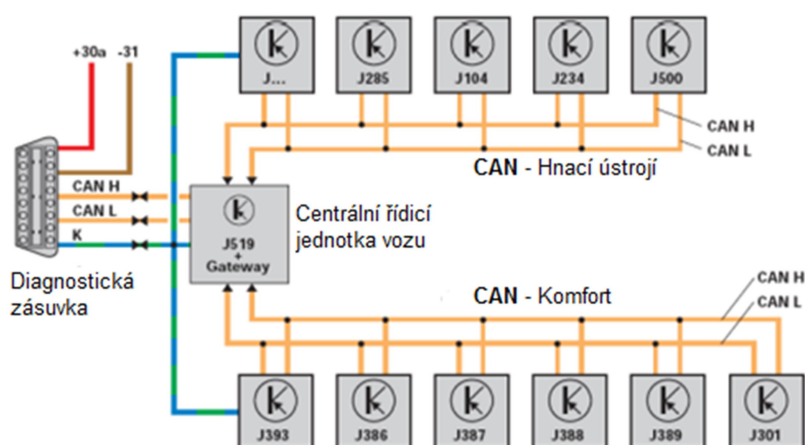 +30a -31
J... J285 J104 J234 J500
CAN H
CAN L
CAN - Hnací ústrojí
CAN H
CAN L
K
J519
+
Gateway
Centrální řídicí
jednotka vozu
Diagnostická
zásuvka
CAN - Komfort
CAN H
CAN L
J393 J386 J387 J388 J389 J301